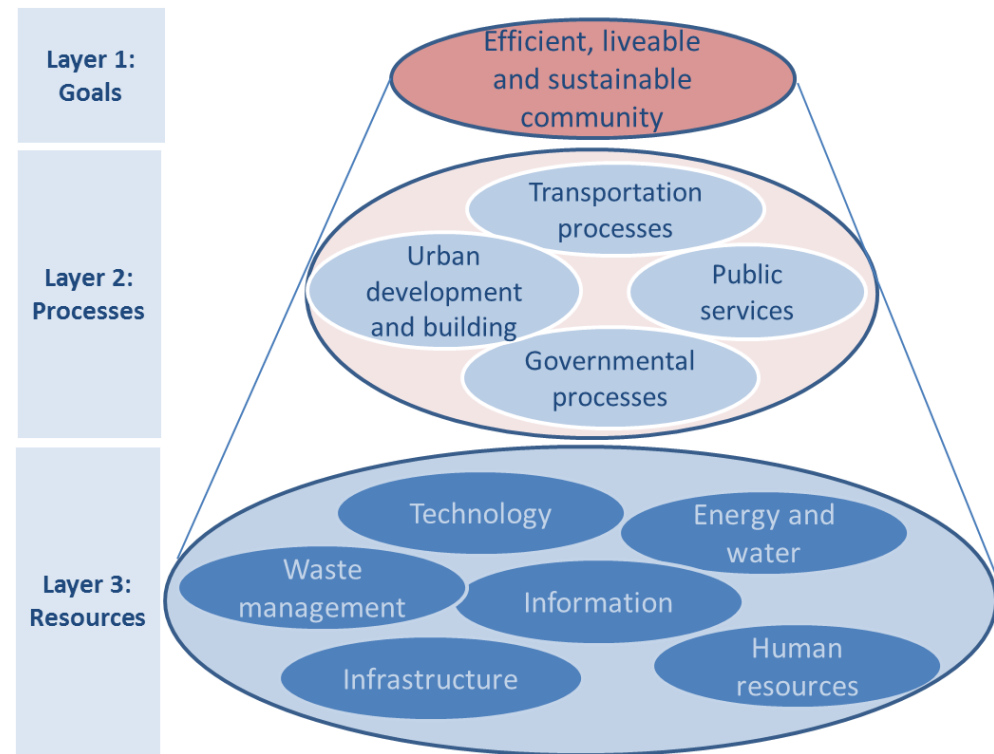 Layer 1:
Goals
Efficient, liveable
and sustainable
community
Layer 2:
Processes
Transportation
processes
Urban
development
and building
Public
services
Governmental
processes
Layer 3:
Resources
Technology
Energy and
water
Waste
management
Information
Infrastructure
Human
resources